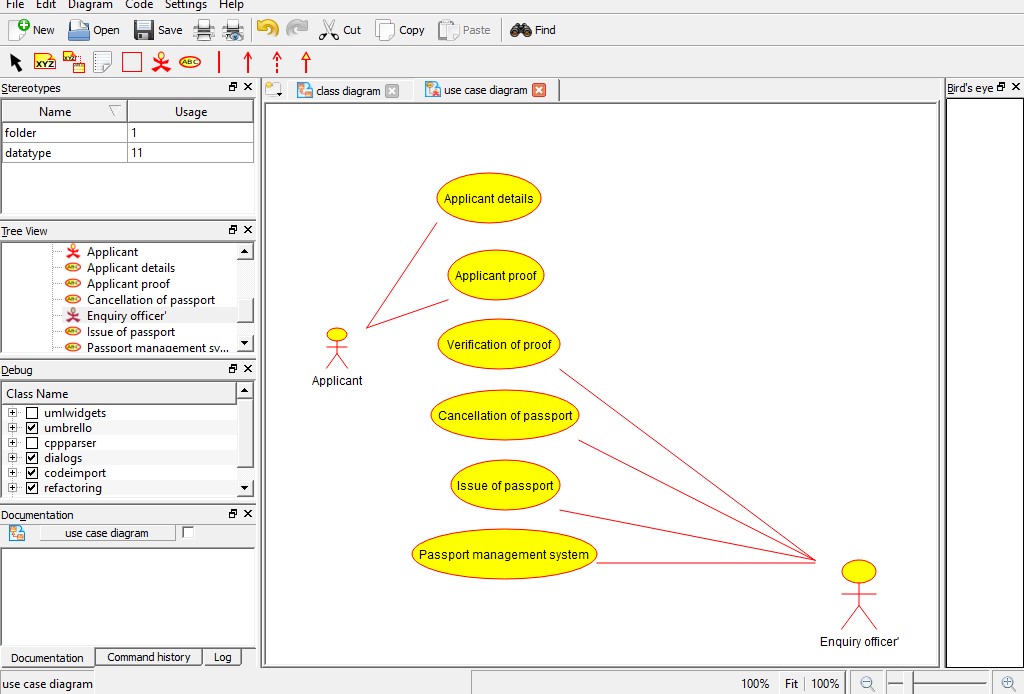 File Edit Diagram Code Settings Help
New Open Save Cut Copy Paste Find
XYZ ABC
Stereotypes
Name Usage
folder 1
datatype 11
Tree View
Applicant
Applicant details
Applicant proof
Cancellation of passport
Enquiry officer'
Issue of passport
Passport management sy...
Debug
Class Name
umlwidgets
umbrello
cppparser
dialogs
codeimport
refactoring
Documentation
use case diagram
Documentation Command history Log
use case diagram
class diagram use case diagram
Applicant details
Applicant proof
Verification of proof
Applicant
Cancellation of passport
Issue of passport
Passport management system
Enquiry officer'
Bird's eye
100% Fit 100%